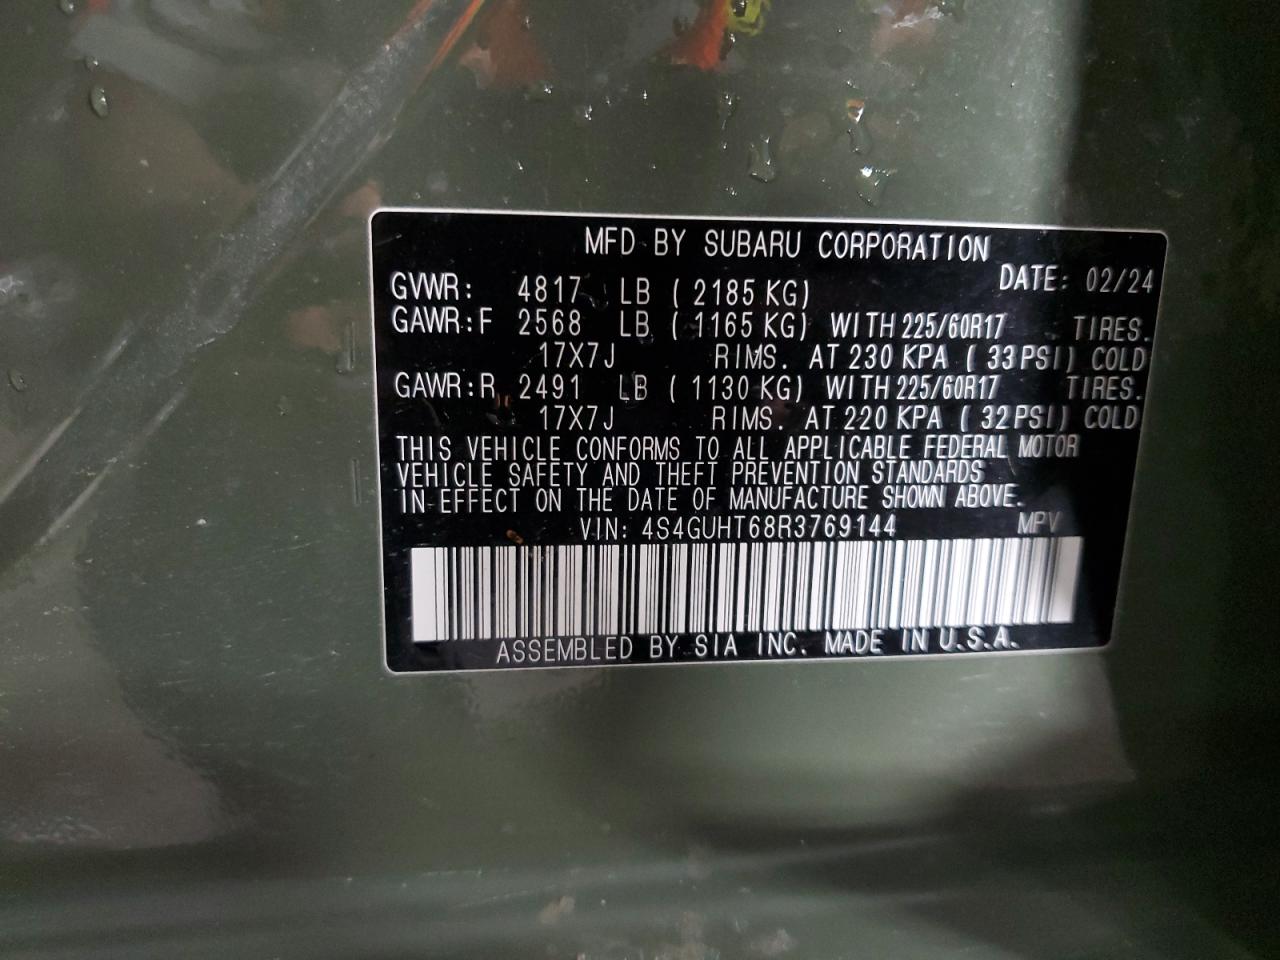 MFD BY SUBARU CORPORATION
DATE: 02/24
GVWR: 4817 LB ( 2185 KG)
GAWR:F 2568 LB ( 1165 KG) WITH 225/60R17 TIRES.
17X7J RIMS. AT 230 KPA ( 33 PSI) COLD
GAWR:R 2491 LB ( 1130 KG) WITH 225/60R17 TIRES.
17X7J RIMS. AT 220 KPA ( 32 PSI) COLD
THIS VEHICLE CONFORMS TO ALL APPLICABLE FEDERAL MOTOR
VEHICLE SAFETY AND THEFT PREVENTION STANDARDS
IN EFFECT ON THE DATE OF MANUFACTURE SHOWN ABOVE.
VIN: 4S4GUHT68R3769144 MPV
ASSEMBLED BY SIA INC. MADE IN U.S.A.